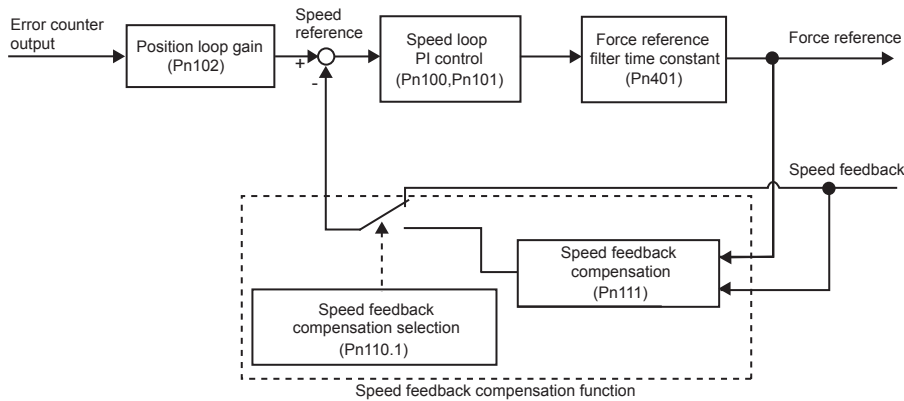 Error counter
output
Position loop gain
(Pn102)
Speed
reference
+
-
Speed loop
PI control
(Pn100,Pn101)
Force reference
filter time constant
(Pn401)
Force reference
Speed feedback
Speed feedback
compensation
(Pn111)
Speed feedback
compensation selection
(Pn110.1)
Speed feedback compensation function